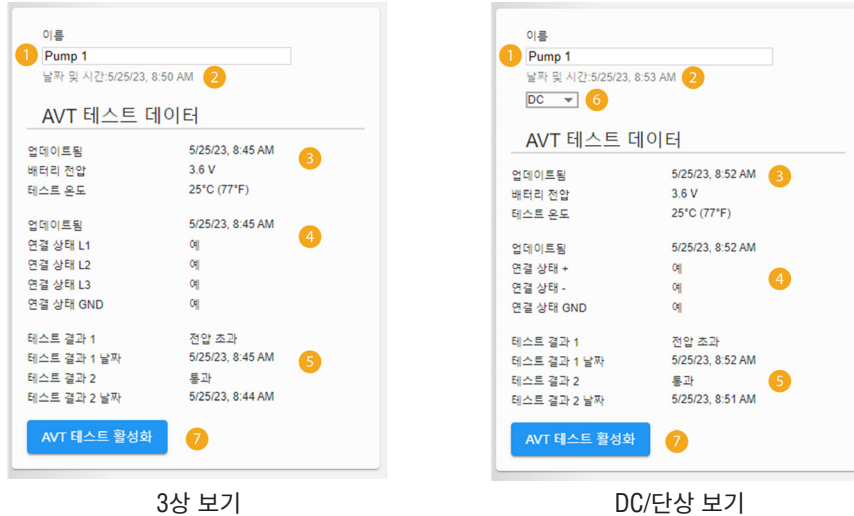 이름
1 Pump 1
날짜 및 시간:5/25/23, 8:50 AM 2
AVT 테스트 데이터
업데이트됨 5/25/23, 8:45 AM 3
배터리 전압 3.6 V
테스트 온도 25°C (77°F)
업데이트됨 5/25/23, 8:45 AM 4
연결 상태 L1 예
연결 상태 L2 예
연결 상태 L3 예
연결 상태 GND 예
테스트 결과 1 전압 초과
테스트 결과 1 날짜 5/25/23, 8:45 AM 5
테스트 결과 2 통과
테스트 결과 2 날짜 5/25/23, 8:44 AM
AVT 테스트 활성화 7
3상 보기
이름
1 Pump 1
날짜 및 시간:5/25/23, 8:53 AM 2
DC 6
AVT 테스트 데이터
업데이트됨 5/25/23, 8:52 AM 3
배터리 전압 3.6 V
테스트 온도 25°C (77°F)
업데이트됨 5/25/23, 8:52 AM
연결 상태 + 예
연결 상태 - 예 4
연결 상태 GND 예
테스트 결과 1 전압 초과
테스트 결과 1 날짜 5/25/23, 8:52 AM
테스트 결과 2 통과 5
테스트 결과 2 날짜 5/25/23, 8:51 AM
AVT 테스트 활성화 7
DC/단상 보기